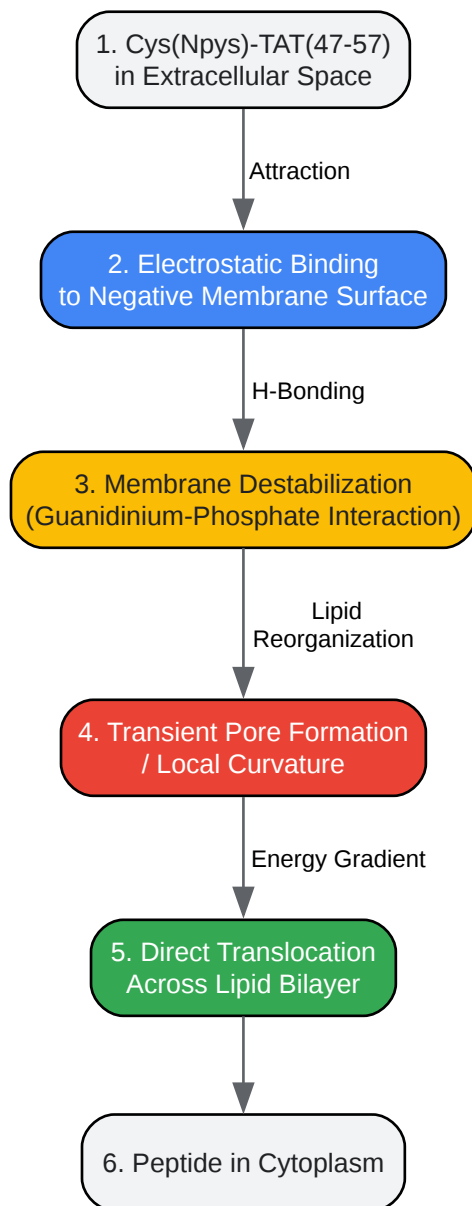 1. Cys(Npys)-TAT(47-57)
in Extracellular Space
Attraction
2. Electrostatic Binding
to Negative Membrane Surface
H-Bonding
3. Membrane Destabilization
(Guanidinium-Phosphate Interaction)
Lipid
Reorganization
4. Transient Pore Formation
/ Local Curvature
Energy Gradient
5. Direct Translocation
Across Lipid Bilayer
6. Peptide in Cytoplasm